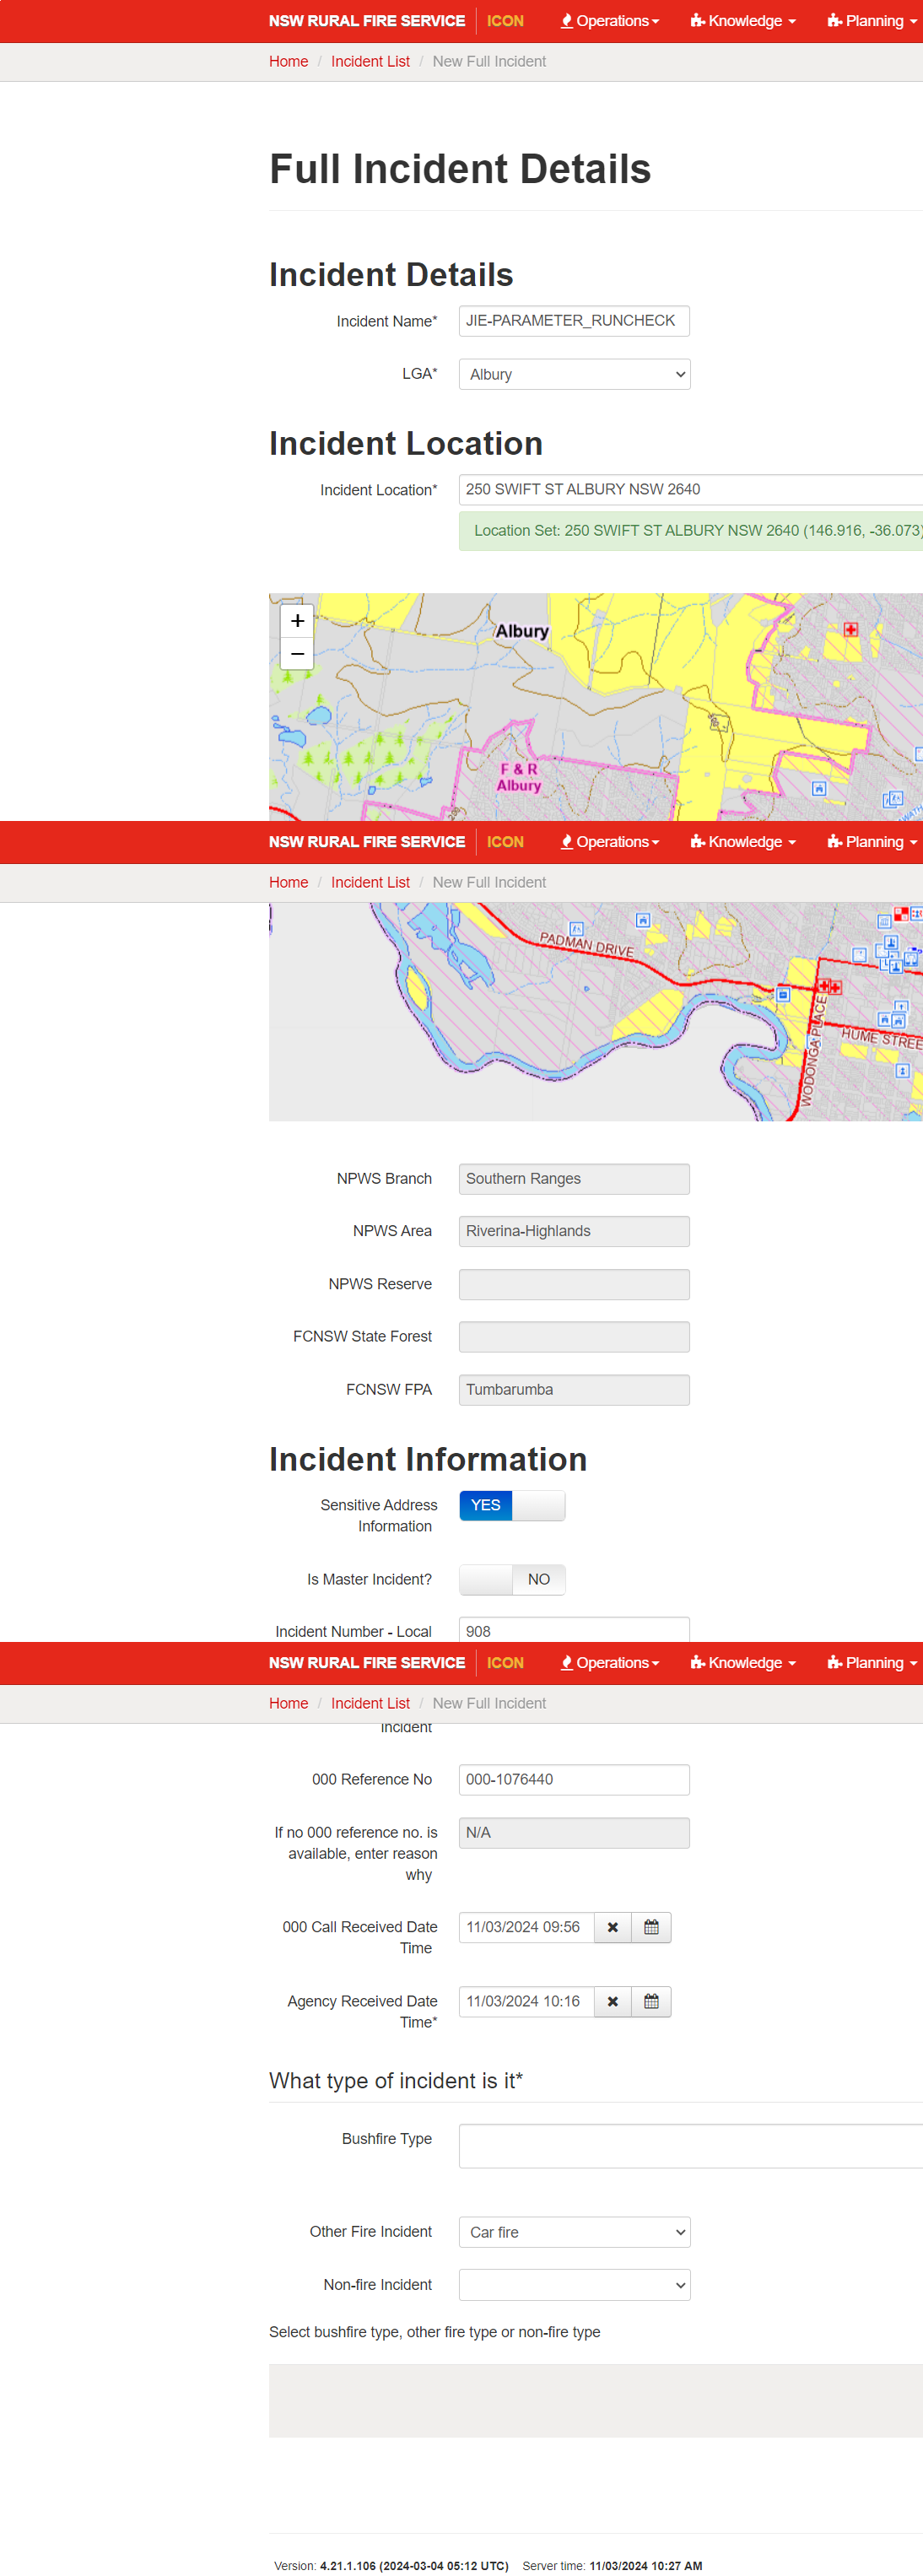 NSW RURAL FIRE SERVICE ICON Operations Knowledge Planning
Home / Incident List / New Full Incident
Full Incident Details
Incident Details
Incident Name* JIE-PARAMETER_RUNCHECK
LGA* Albury
Incident Location
Incident Location* 250 SWIFT ST ALBURY NSW 2640
Location Set: 250 SWIFT ST ALBURY NSW 2640 (146.916, -36.073)
+
−
Albury
F & R
Albury
NSW RURAL FIRE SERVICE ICON Operations Knowledge Planning
Home / Incident List / New Full Incident
PADMAN DRIVE
WODONGA PLACE
HUME STREE
NPWS Branch Southern Ranges
NPWS Area Riverina-Highlands
NPWS Reserve
FCNSW State Forest
FCNSW FPA Tumbarumba
Incident Information
Sensitive Address YES
Information
Is Master Incident? NO
Incident Number - Local 908
NSW RURAL FIRE SERVICE ICON Operations Knowledge Planning
Home / Incident List / New Full Incident
Incident
000 Reference No 000-1076440
If no 000 reference no. is N/A
available, enter reason
why
000 Call Received Date 11/03/2024 09:56
Time
Agency Received Date 11/03/2024 10:16
Time*
What type of incident is it*
Bushfire Type
Other Fire Incident Car fire
Non-fire Incident
Select bushfire type, other fire type or non-fire type
Version: 4.21.1.106 (2024-03-04 05:12 UTC) Server time: 11/03/2024 10:27 AM